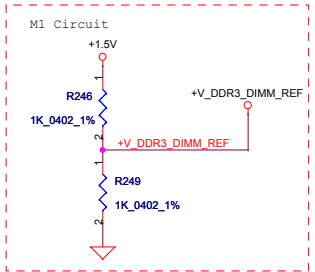 M1 Circuit
+1.5V
1
R246
1K_0402_1%
2
+V_DDR3_DIMM_REF
+V_DDR3_DIMM_REF
1
R249
1K_0402_1%
2